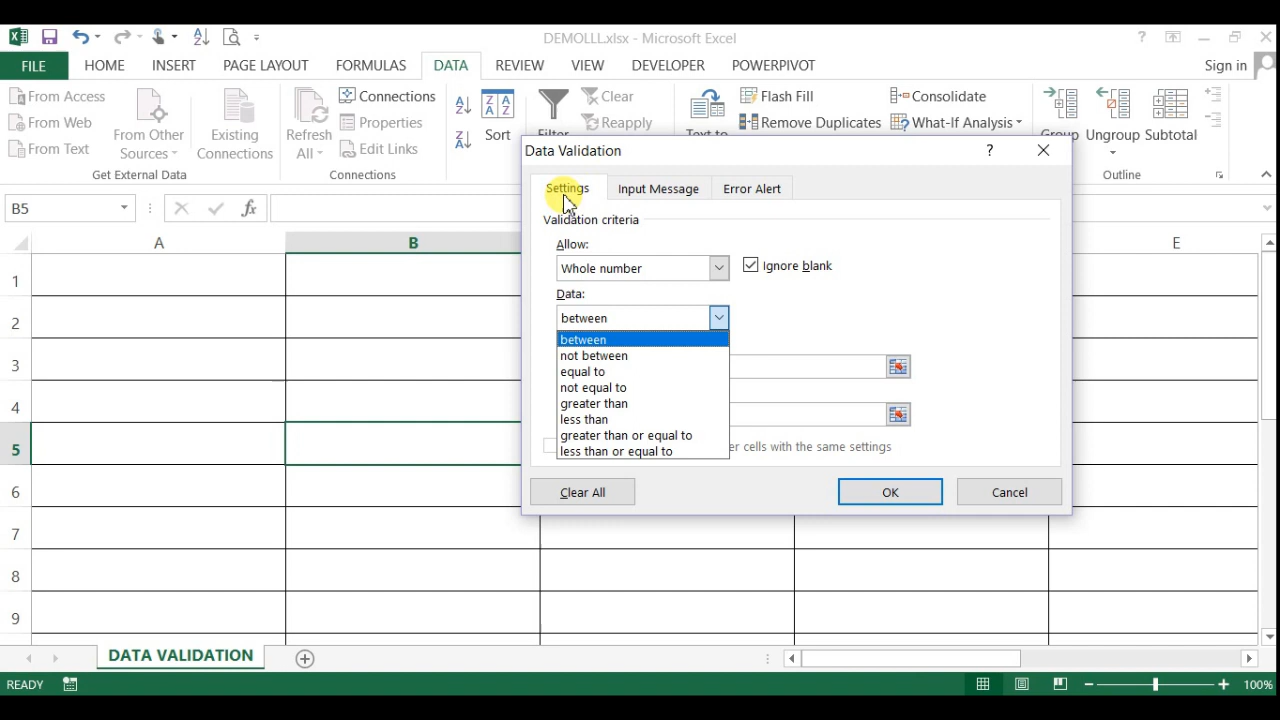 DEMOLLL.xlsx - Microsoft Excel
?
FILE HOME INSERT PAGE LAYOUT FORMULAS DATA REVIEW VIEW DEVELOPER POWERPIVOT Sign in
From Access
From Web
From Text
From Other
Sources
Existing
Connections
Get External Data
Refresh
All
Connections
Properties
Edit Links
Connections
Sort
Filter
Clear
Reapply
Text to
Flash Fill
Remove Duplicates
Consolidate
What-If Analysis
Group
Ungroup
Subtotal
Outline
B5
fx
A B E
1
2
3
4
5
6
7
8
9
Data Validation
?
Settings Input Message Error Alert
Validation criteria
Allow:
Whole number
Ignore blank
Data:
between
between
not between
equal to
not equal to
greater than
less than
greater than or equal to
less than or equal to
cells with the same settings
Clear All OK Cancel
DATA VALIDATION
READY
100%